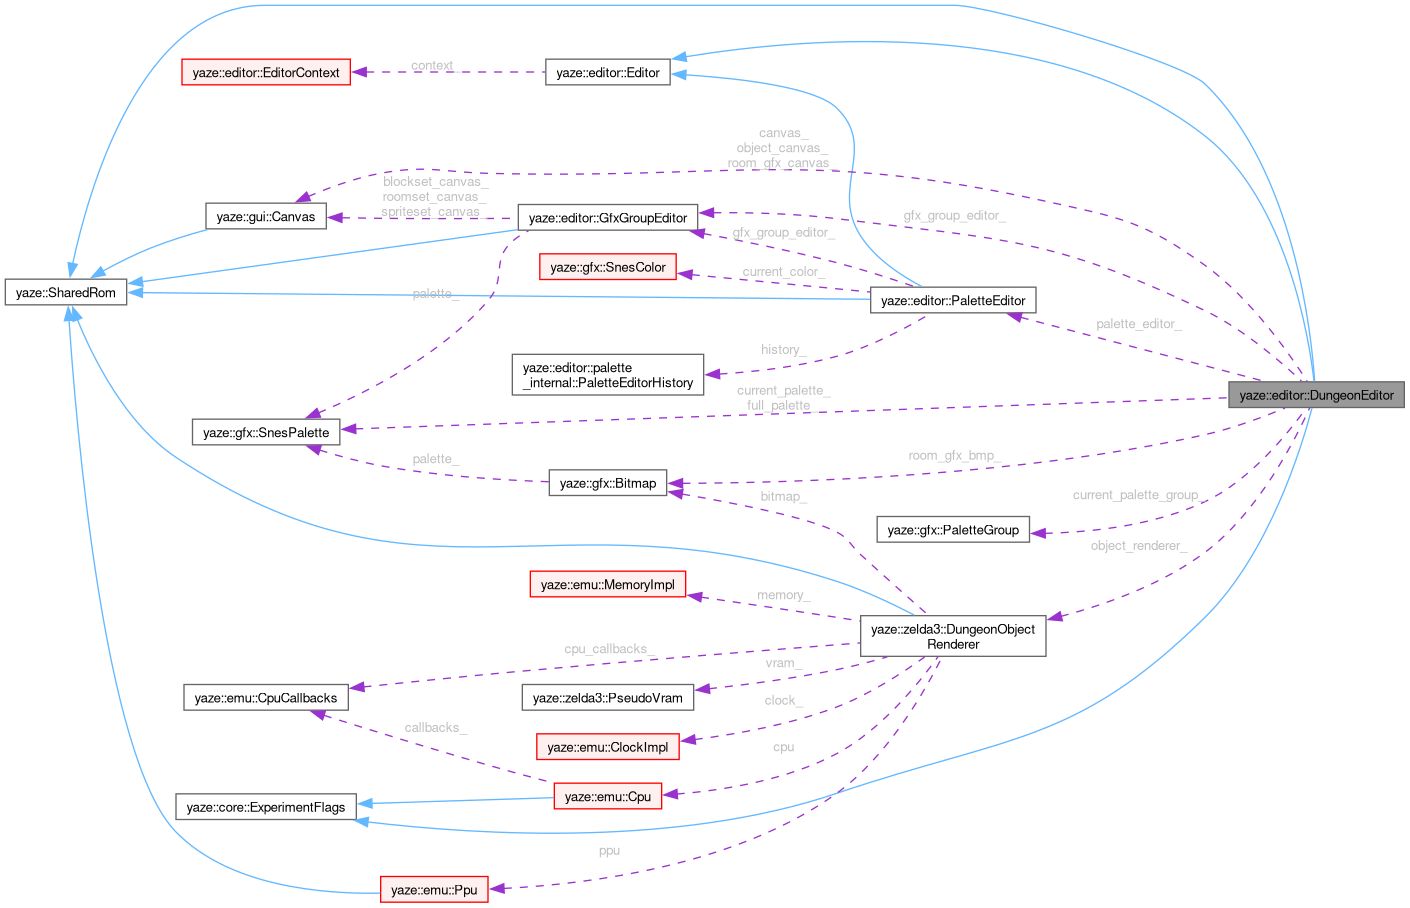 context_
yaze::editor::EditorContext
yaze::editor::Editor
canvas_
object_canvas_
room_gfx_canvas_
blockset_canvas_
roomset_canvas_
spriteset_canvas_
yaze::gui::Canvas
yaze::editor::GfxGroupEditor
gfx_group_editor_
gfx_group_editor_
yaze::gfx::SnesColor
current_color_
yaze::SharedRom
palette_
yaze::editor::PaletteEditor
palette_editor_
history_
yaze::editor::palette
_internal::PaletteEditorHistory
current_palette_
full_palette_
yaze::editor::DungeonEditor
yaze::gfx::SnesPalette
palette_
room_gfx_bmp_
yaze::gfx::Bitmap
bitmap_
current_palette_group_
yaze::gfx::PaletteGroup
object_renderer_
yaze::emu::MemoryImpl
memory_
yaze::zelda3::DungeonObject
Renderer
cpu_callbacks_
vram_
yaze::emu::CpuCallbacks
yaze::zelda3::PseudoVram
clock_
callbacks_
yaze::emu::ClockImpl
cpu
yaze::emu::Cpu
yaze::core::ExperimentFlags
ppu
yaze::emu::Ppu